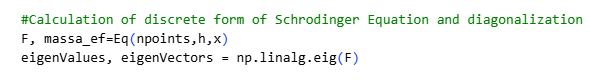 #Calculation of discrete form of Schrodinger Equation and diagonalization
F, massa_ef=Eq(npoints,h,x)
eigenValues, eigenVectors = np.linalg.eig(F)